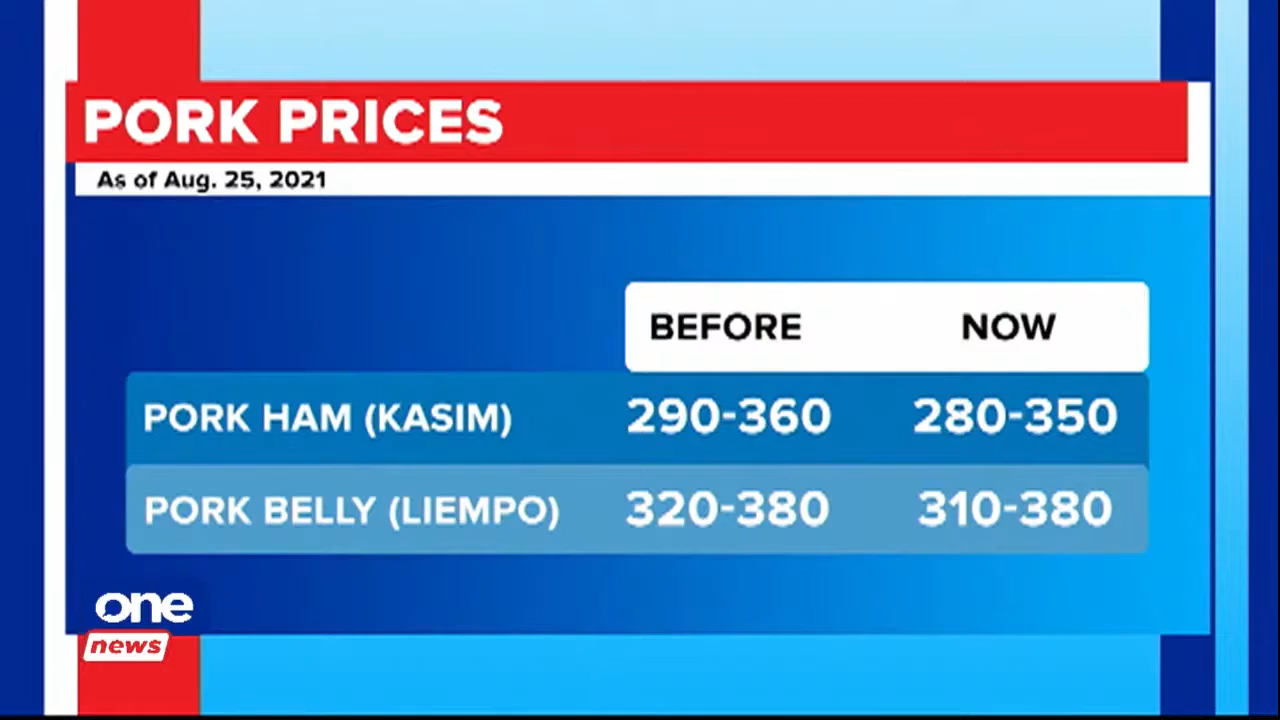 PORK PRICES
As of Aug. 25, 2021
BEFORE NOW
PORK HAM (KASIM) 290-360 280-350
PORK BELLY (LIEMPO) 320-380 310-380
one
news